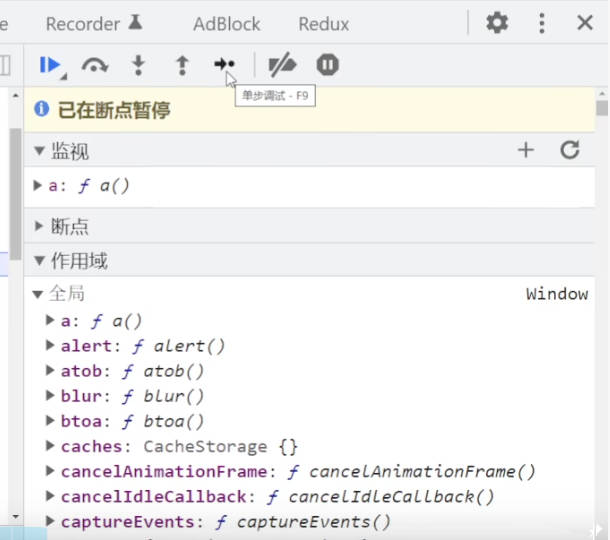 e Recorder AdBlock Redux
单步调试 - F9
已在断点暂停
监视
a: ƒ a()
断点
作用域
全局 Window
a: ƒ a()
alert: ƒ alert()
atob: ƒ atob()
blur: ƒ blur()
btoa: ƒ btoa()
caches: CacheStorage {}
cancelAnimationFrame: ƒ cancelAnimationFrame()
cancelIdleCallback: ƒ cancelIdleCallback()
captureEvents: ƒ captureEvents()